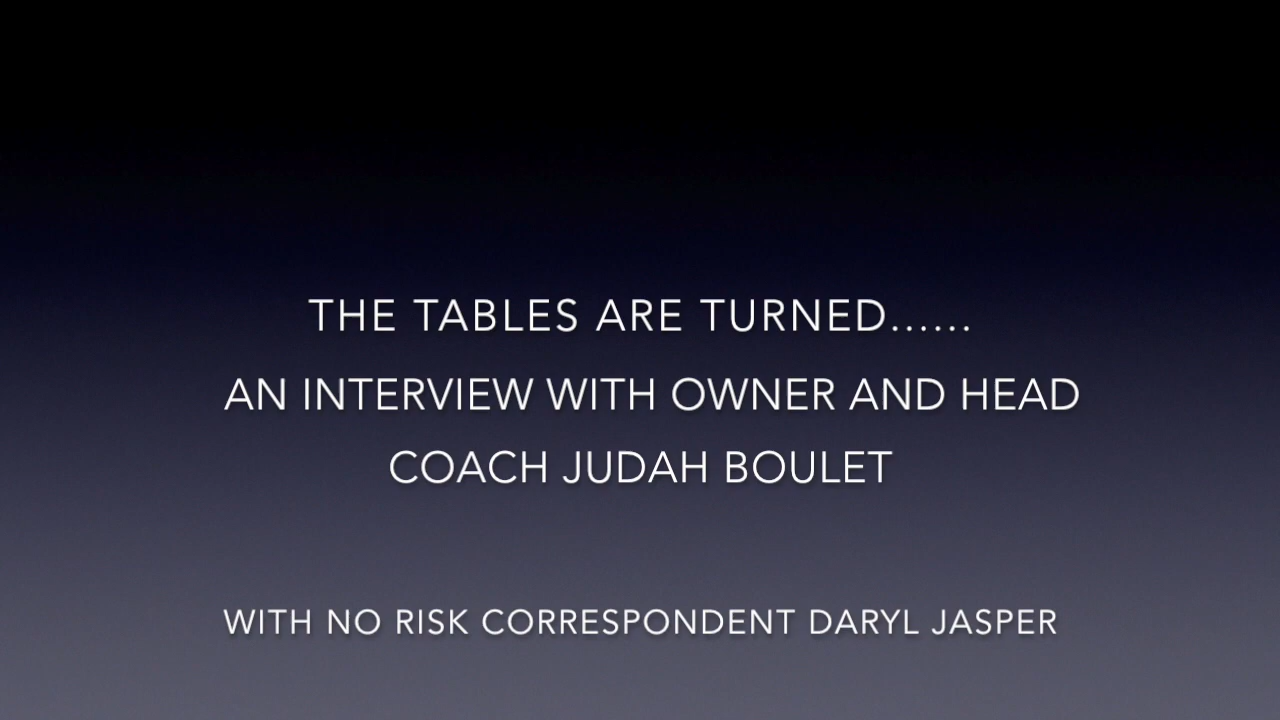 THE TABLES ARE TURNED......
AN INTERVIEW WITH OWNER AND HEAD
COACH JUDAH BOULET
WITH NO RISK CORRESPONDENT DARYL JASPER